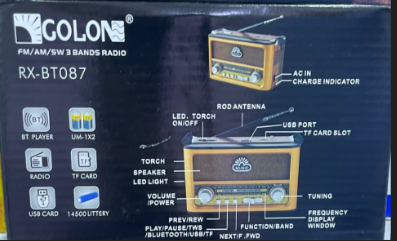 GOLON®
FM/AM/SW 3 BANDS RADIO
RX-BT087
AC IN
CHARGE INDICATOR
ROD ANTENNA
LED. TORCH
ON/OFF
USB PORT
TF CARD SLOT
BT PLAYER
UM-1X2
TORCH
SPEAKER
LED LIGHT
RADIO
TF CARD
VOLUME
/POWER
TUNING
PREV/REW
FREQUENCY
DISPLAY
WINDOW
USB CARD
14500 LITTERY
PLAY/PAUSE/TWB
/BLUETOOTH/USB/TF
FUNCTION/BAND
NEXT/F.FWD